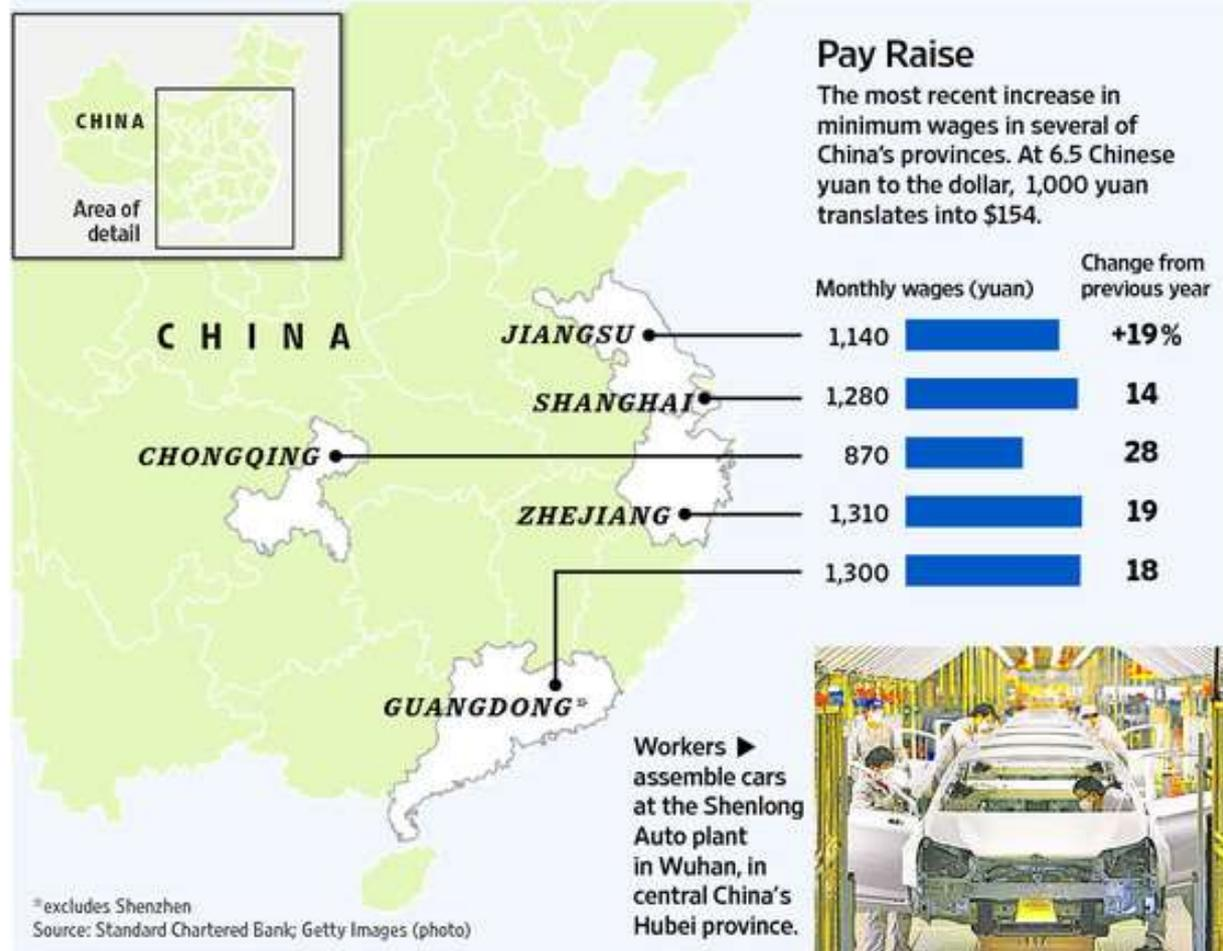 CHINA
Area of
detail
Pay Raise
The most recent increase in
minimum wages in several of
China's provinces. At 6.5 Chinese
yuan to the dollar, 1,000 yuan
translates into $154.
Monthly wages (yuan)
Change from
previous year
CHINA
JIANGSU 1,140 +19%
SHANGHAI 1,280 14
CHONGQING 870 28
ZHEJIANG 1,310 19
1,300 18
GUANGDONG*
Workers ▶
assemble cars
at the Shenlong
Auto plant
in Wuhan, in
central China's
Hubei province.
*excludes Shenzhen
Source: Standard Chartered Bank; Getty Images (photo)